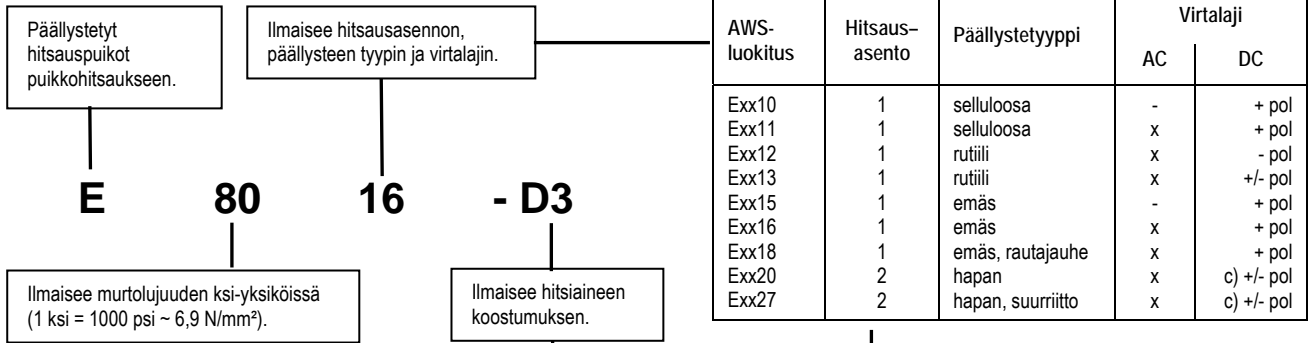 Päällystetyt
hitsauspuikot
puikkohitsaukseen.
Ilmaisee hitsausasennon,
päällysteen tyypin ja virtalajin.
E 80 16 - D3
Ilmaisee murtolujuuden ksi-yksiköissä
(1 ksi = 1000 psi ~ 6,9 N/mm²).
Ilmaisee hitsiaineen
koostumuksen.
AWS-
luokitus
Hitsaus–
asento
Päällystetyyppi
Virtalaji
AC DC
Exx10 1 selluloosa - + pol
Exx11 1 selluloosa x + pol
Exx12 1 rutiili x - pol
Exx13 1 rutiili x +/- pol
Exx15 1 emäs - + pol
Exx16 1 emäs x + pol
Exx18 1 emäs, rautajauhe x + pol
Exx20 2 hapan x c) +/- pol
Exx27 2 hapan, suurriitto x c) +/- pol